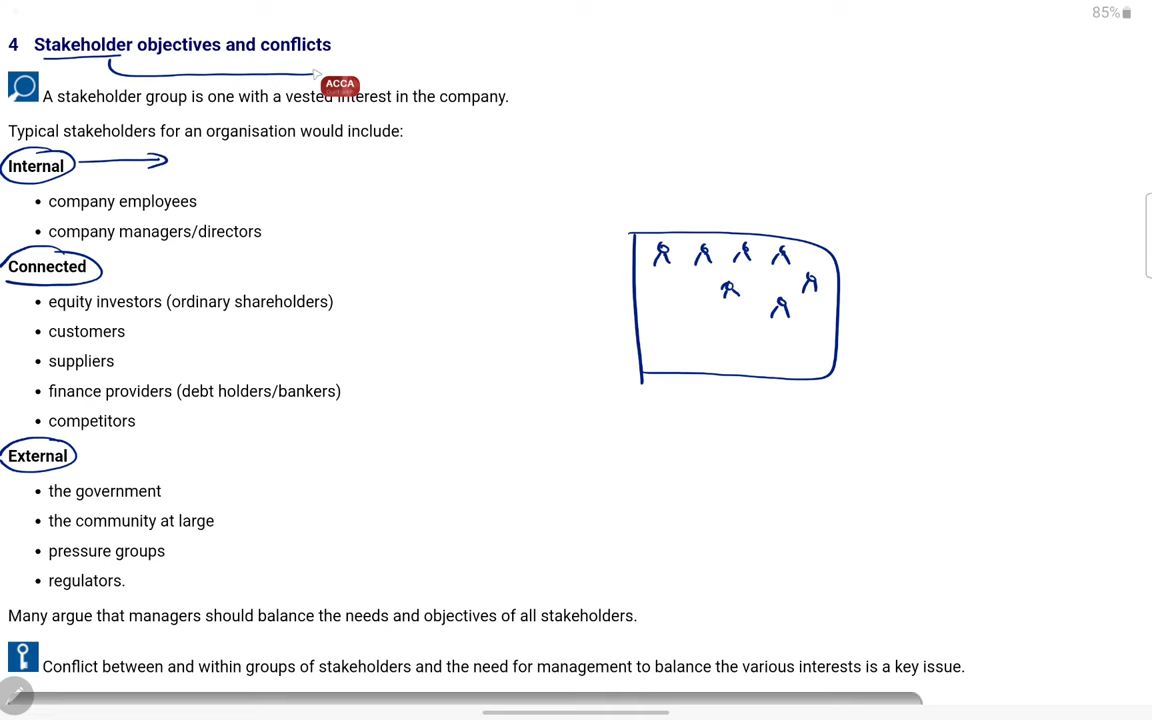 85%
4 Stakeholder objectives and conflicts
ACCA
A stakeholder group is one with a vested interest in the company.
Typical stakeholders for an organisation would include:
Internal
• company employees
• company managers/directors
Connected
• equity investors (ordinary shareholders)
• customers
• suppliers
• finance providers (debt holders/bankers)
• competitors
External
• the government
• the community at large
• pressure groups
• regulators.
Many argue that managers should balance the needs and objectives of all stakeholders.
Conflict between and within groups of stakeholders and the need for management to balance the various interests is a key issue.